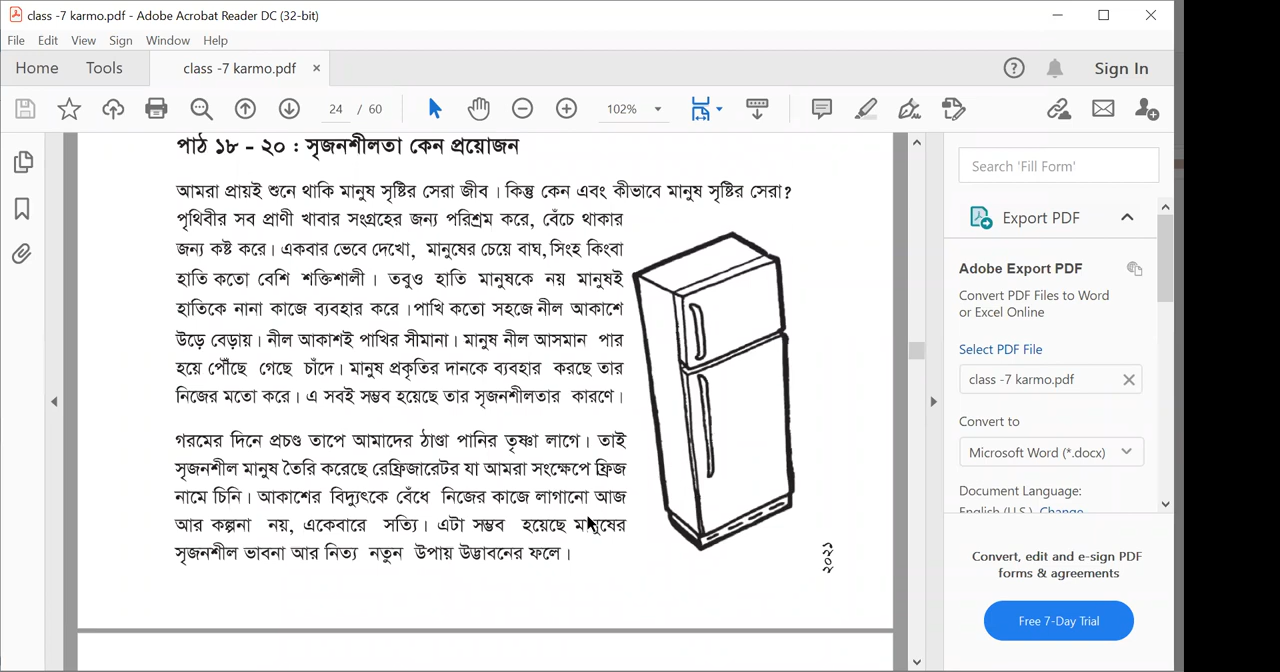 class -7 karmo.pdf - Adobe Acrobat Reader DC (32-bit)
File Edit View Sign Window Help
Home Tools class -7 karmo.pdf × Sign In
24 / 60 102%
পাঠ ১৮ - ২০ : সৃজনশীলতা কেন প্রয়োজন
আমরা প্রায়ই শুনে থাকি মানুষ সৃষ্টির সেরা জীব । কিন্তু কেন এবং কীভাবে মানুষ সৃষ্টির সেরা?
পৃথিবীর সব প্রাণী খাবার সংগ্রহের জন্য পরিশ্রম করে, বেঁচে থাকার
জন্য কষ্ট করে। একবার ভেবে দেখো, মানুষের চেয়ে বাঘ, সিংহ কিংবা
হাতি কতো বেশি শক্তিশালী । তবুও হাতি মানুষকে নয় মানুষই
হাতিকে নানা কাজে ব্যবহার করে । পাখি কতো সহজে নীল আকাশে
উড়ে বেড়ায়। নীল আকাশই পাখির সীমানা। মানুষ নীল আসমান পার
হয়ে পৌঁছে গেছে চাঁদে। মানুষ প্রকৃতির দানকে ব্যবহার করছে তার
নিজের মতো করে। এ সবই সম্ভব হয়েছে তার সৃজনশীলতার কারণে।
গরমের দিনে প্রচণ্ড তাপে আমাদের ঠাণ্ডা পানির তৃষ্ণা লাগে। তাই
সৃজনশীল মানুষ তৈরি করেছে রেফ্রিজারেটর যা আমরা সংক্ষেপে ফ্রিজ
নামে চিনি। আকাশের বিদ্যুৎকে বেঁধে নিজের কাজে লাগানো আজ
আর কল্পনা নয়, একেবারে সত্যি। এটা সম্ভব হয়েছে মানুষের
সৃজনশীল ভাবনা আর নিত্য নতুন উপায় উদ্ভাবনের ফলে।
২০২১
Search 'Fill Form'
Export PDF
Adobe Export PDF
Convert PDF Files to Word
or Excel Online
Select PDF File
class -7 karmo.pdf
Convert to
Microsoft Word (*.docx)
Document Language:
English (U.S.) Change
Convert, edit and e-sign PDF
forms & agreements
Free 7-Day Trial